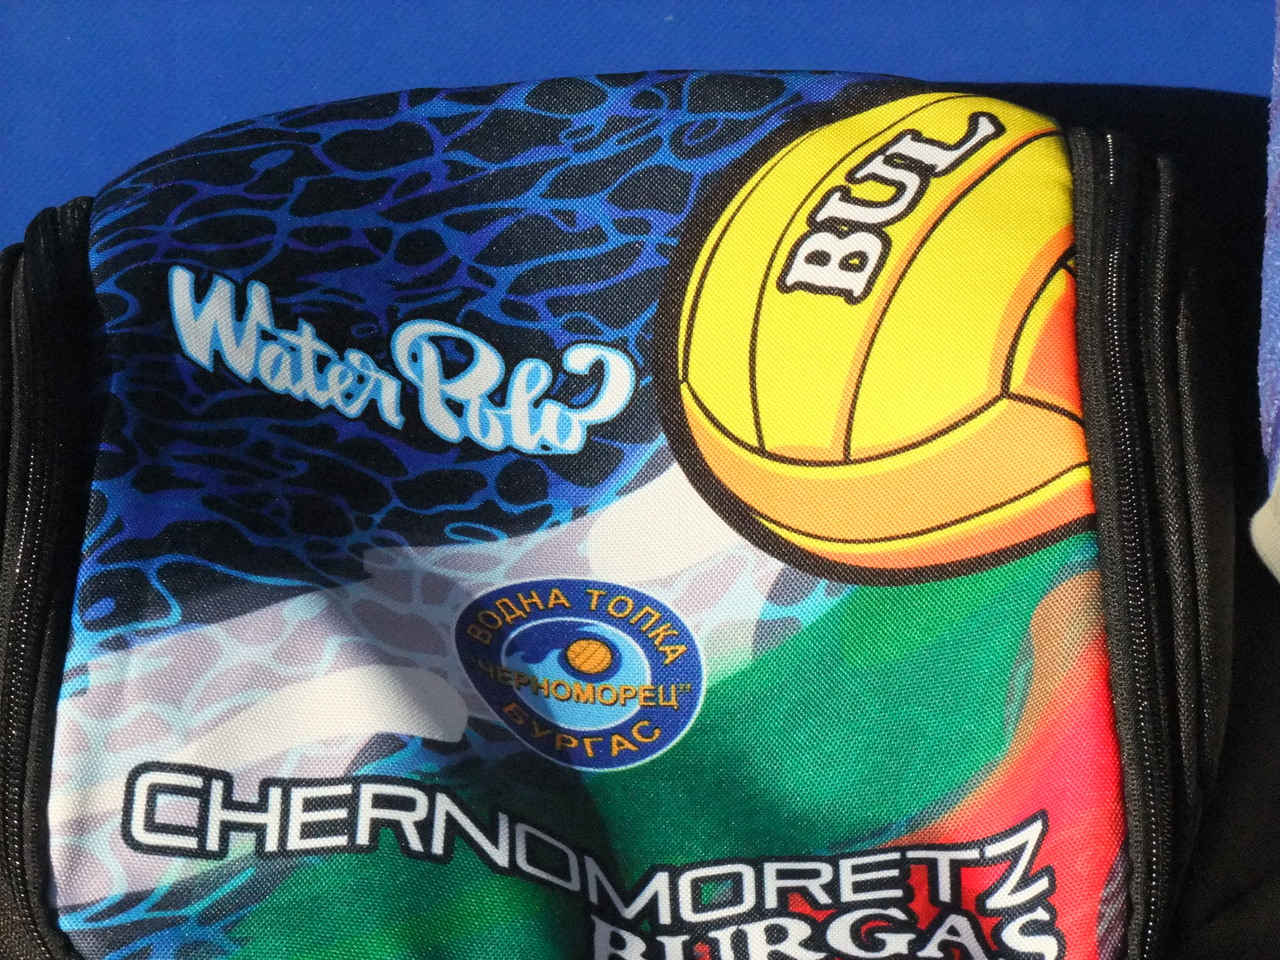 BUL
Water Polo
ВОДНА ТОПКА
"ЧЕРНОМОРЕЦ"
БУРГАС
CHERNOMORETZ
BURGAS